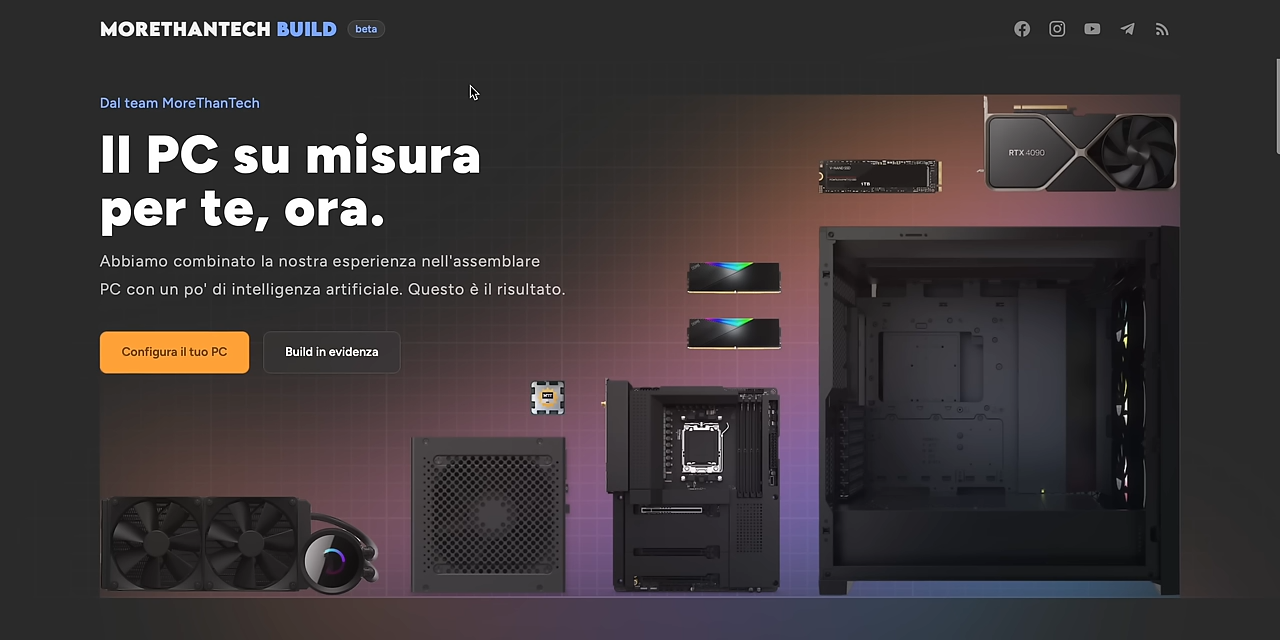 MORETHANTECH BUILD beta
Dal team MoreThanTech
Il PC su misura
per te, ora.
Abbiamo combinato la nostra esperienza nell'assemblare
PC con un po' di intelligenza artificiale. Questo è il risultato.
Configura il tuo PC
Build in evidenza
RTX 4090
1TB
MTT